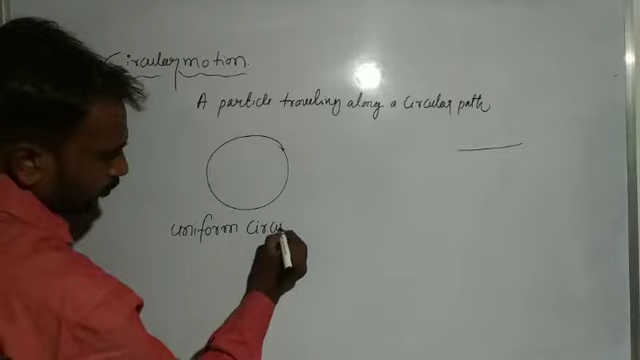 Circular motion.
A particle traveling along a circular path
uniform circu